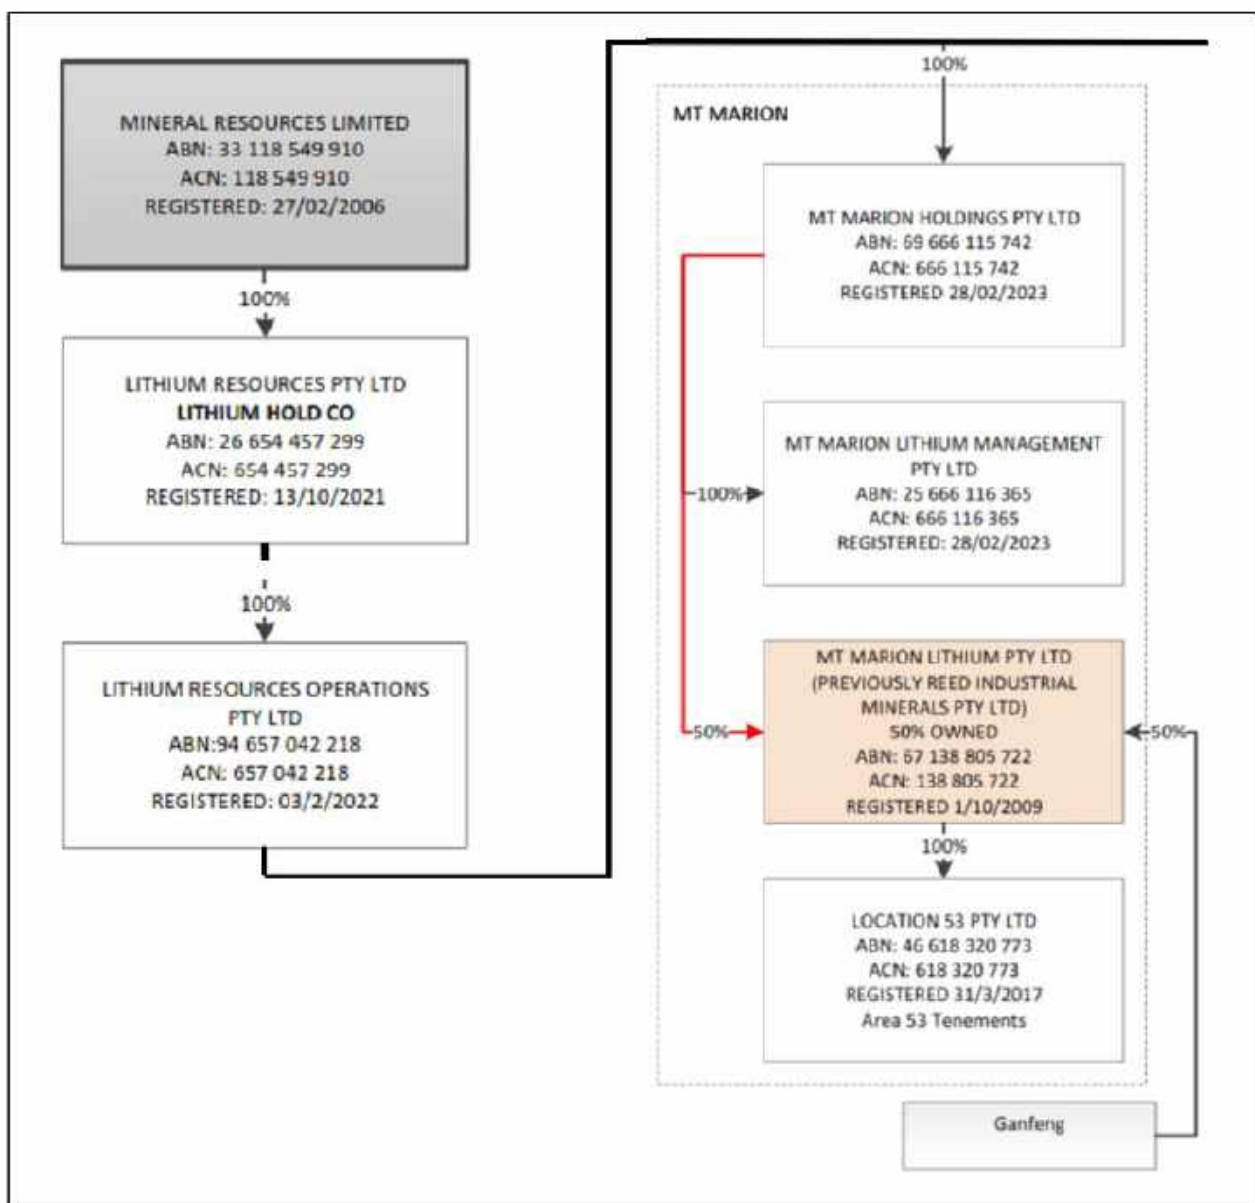 MINERAL RESOURCES LIMITED
ABN: 33 118 549 910
ACN: 118 549 910
REGISTERED: 27/02/2006
100%
LITHIUM RESOURCES PTY LTD
LITHIUM HOLD CO
ABN: 26 654 457 299
ACN: 654 457 299
REGISTERED: 13/10/2021
100%
LITHIUM RESOURCES OPERATIONS
PTY LTD
ABN:94 657 042 218
ACN: 657 042 218
REGISTERED: 03/2/2022
100%
MT MARION
MT MARION HOLDINGS PTY LTD
ABN: 69 666 115 742
ACN: 666 115 742
REGISTERED 28/02/2023
MT MARION LITHIUM MANAGEMENT
PTY LTD
ABN: 25 666 116 365
ACN: 666 116 365
REGISTERED: 28/02/2023
100%
MT MARION LITHIUM PTY LTD
(PREVIOUSLY REED INDUSTRIAL
MINERALS PTY LTD)
50% OWNED
ABN: 67 138 805 722
ACN: 138 805 722
REGISTERED 1/10/2009
50%
50%
100%
LOCATION 53 PTY LTD
ABN: 46 618 320 773
ACN: 618 320 773
REGISTERED 31/3/2017
Area 53 Tenements
Ganfeng